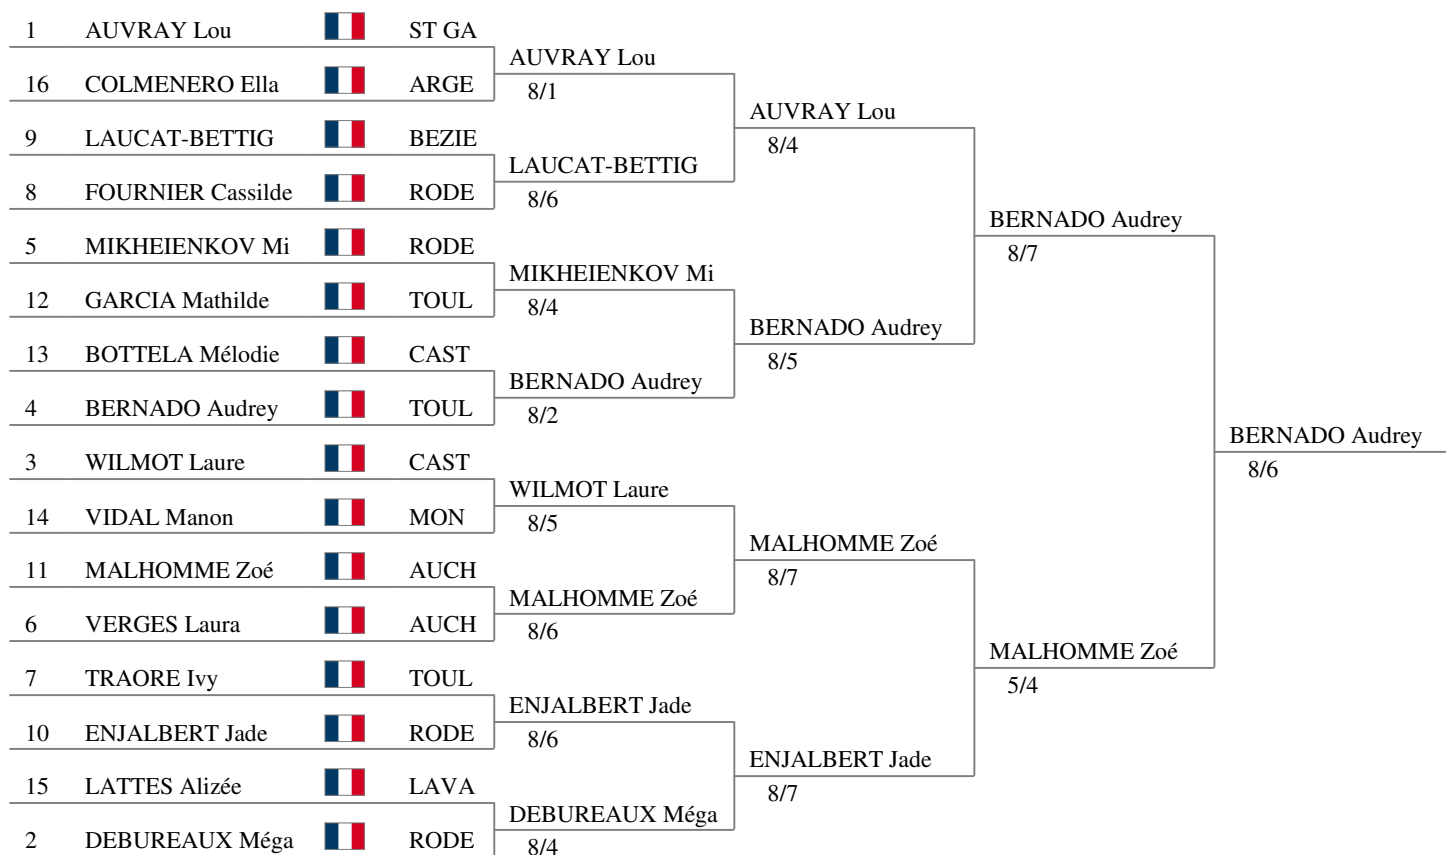 1 AUVRAY Lou ST GA
16 COLMENERO Ella ARGE
9 LAUCAT-BETTIG BEZIE
8 FOURNIER Cassilde RODE
5 MIKHEIENKOV Mi RODE
12 GARCIA Mathilde TOUL
13 BOTTELA Mélodie CAST
4 BERNADO Audrey TOUL
3 WILMOT Laure CAST
14 VIDAL Manon MON
11 MALHOMME Zoé AUCH
6 VERGES Laura AUCH
7 TRAORE Ivy TOUL
10 ENJALBERT Jade RODE
15 LATTES Alizée LAVA
2 DEBUREAUX Méga RODE
AUVRAY Lou
8/1
LAUCAT-BETTIG
8/6
MIKHEIENKOV Mi
8/4
BERNADO Audrey
8/2
WILMOT Laure
8/5
MALHOMME Zoé
8/6
ENJALBERT Jade
8/6
DEBUREAUX Méga
8/4
AUVRAY Lou
8/4
BERNADO Audrey
8/5
MALHOMME Zoé
8/7
ENJALBERT Jade
8/7
BERNADO Audrey
8/7
MALHOMME Zoé
5/4
BERNADO Audrey
8/6